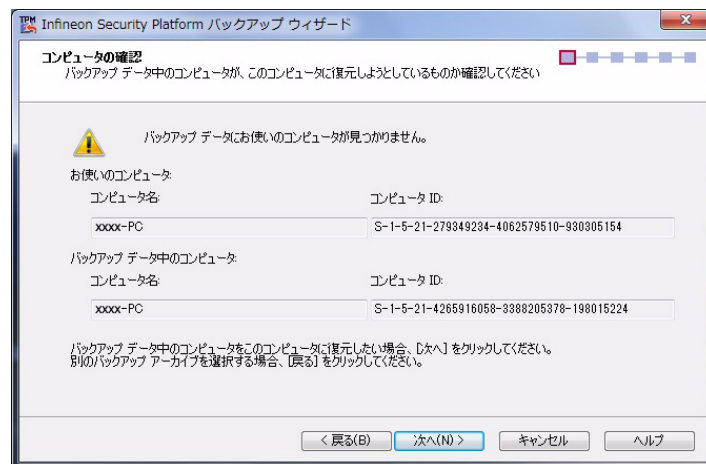 TPM
Infineon Security Platform バックアップ ウィザード
コンピュータの確認
バックアップ データ中のコンピュータが、このコンピュータに復元しようとしているものか確認してください
バックアップ データにお使いのコンピュータが見つかりません。
お使いのコンピュータ:
コンピュータ名: コンピュータ ID:
xxxx-PC S-1-5-21-279349234-4062579510-930305154
バックアップ データ中のコンピュータ:
コンピュータ名: コンピュータ ID:
xxxx-PC S-1-5-21-4265916058-3388205378-198015224
バックアップ データ中のコンピュータをこのコンピュータに復元したい場合、[次へ] をクリックしてください。
別のバックアップ アーカイブを選択する場合、[戻る] をクリックしてください。
< 戻る(B) 次へ(N) > キャンセル ヘルプ